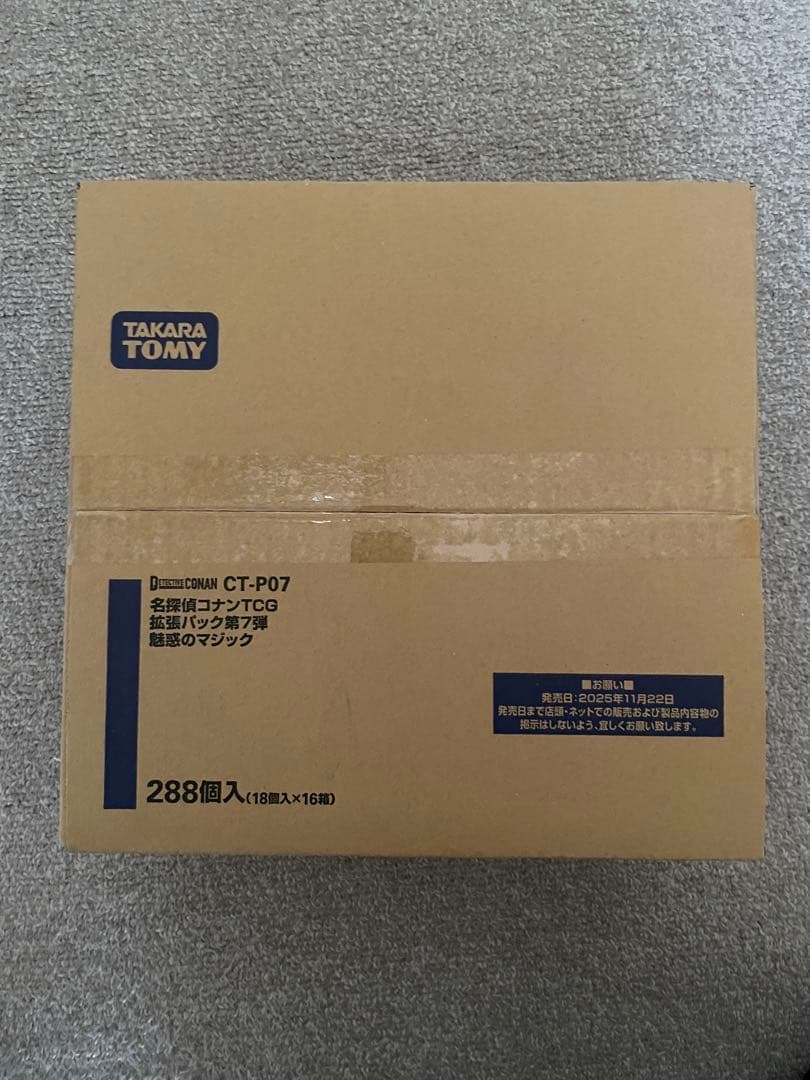 TAKARA
TOMY
DETECTIVE CONAN CT-P07
名探偵コナンTCG
拡張パック第7弾
魅惑のマジック
■お願い■
発売日:2025年11月22日
発売日まで店頭・ネットでの販売および製品内容物の
掲示はしないよう、宜しくお願い致します。
288個入(18個入×16箱)